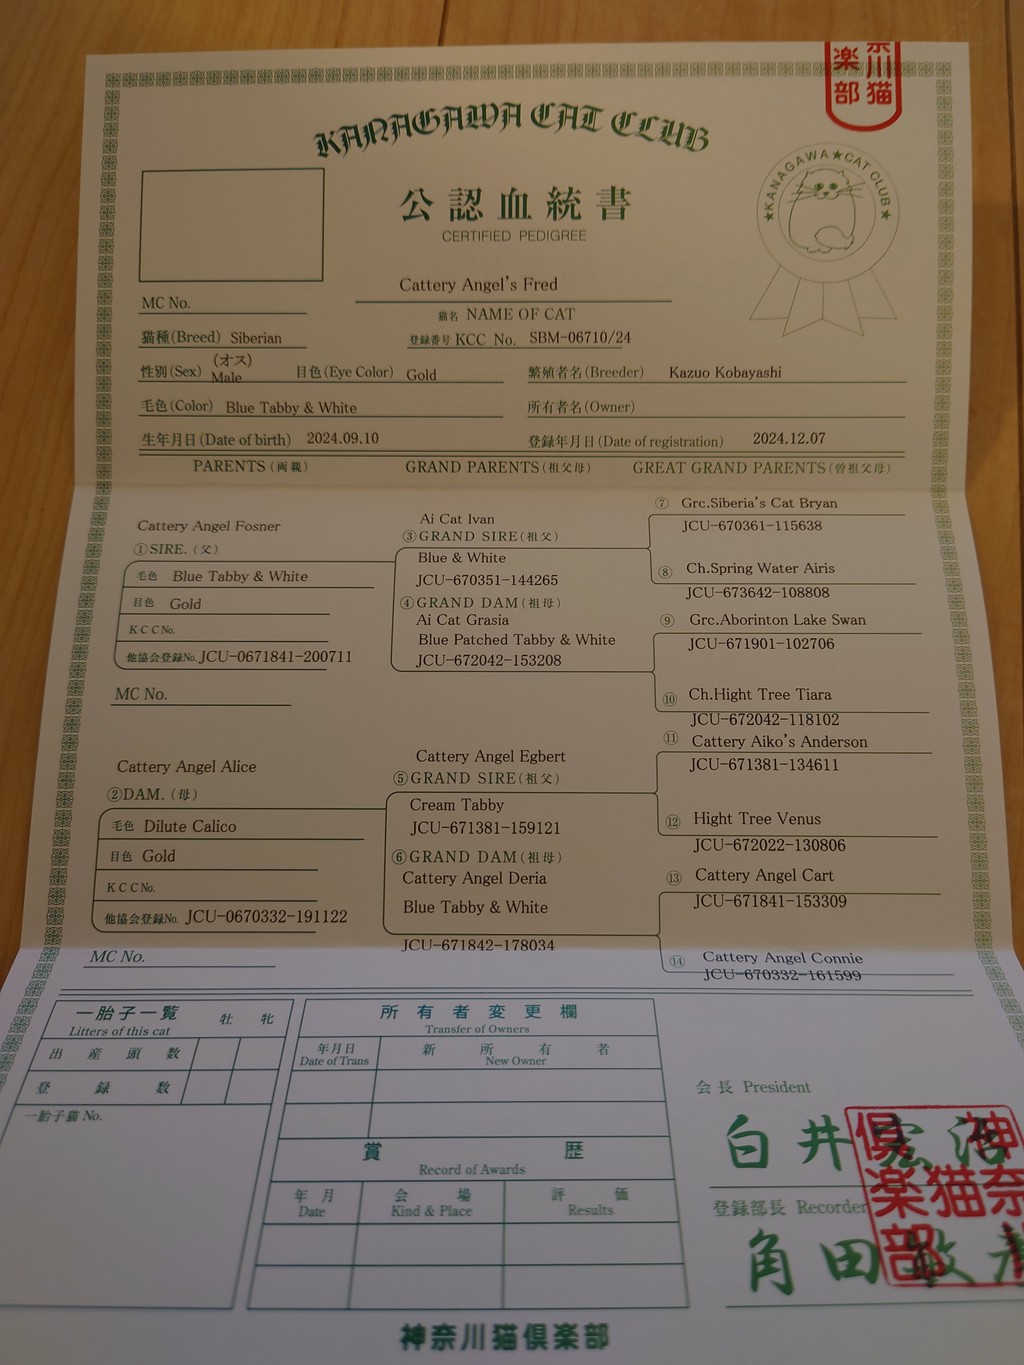 奈川猫
楽部
KANAGAWA CAT CLUB
★KANAGAWA★CAT CLUB★
公認血統書
CERTIFIED PEDIGREE
Cattery Angel's Fred
MC No.
猫名 NAME OF CAT
猫種(Breed) Siberian
登録番号 KCC No. SBM-06710/24
性別(Sex) (オス) Male 目色(Eye Color) Gold
繁殖者名(Breeder) Kazuo Kobayashi
毛色(Color) Blue Tabby & White
所有者名(Owner)
生年月日(Date of birth) 2024.09.10
登録年月日(Date of registration) 2024.12.07
PARENTS(両親) GRAND PARENTS(祖父母) GREAT GRAND PARENTS(曽祖父母)
Cattery Angel Fosner
①SIRE.(父)
毛色 Blue Tabby & White
目色 Gold
KCCNo.
他協会登録No. JCU-0671841-200711
MC No.
Ai Cat Ivan
③GRAND SIRE(祖父)
Blue & White
JCU-670351-144265
④GRAND DAM(祖母)
Ai Cat Grasia
Blue Patched Tabby & White
JCU-672042-153208
⑦ Grc.Siberia's Cat Bryan
JCU-670361-115638
⑧ Ch.Spring Water Airis
JCU-673642-108808
⑨ Grc.Aborinton Lake Swan
JCU-671901-102706
⑩ Ch.Hight Tree Tiara
JCU-672042-118102
Cattery Angel Alice
②DAM.(母)
毛色 Dilute Calico
目色 Gold
KCCNo.
他協会登録No. JCU-0670332-191122
MC No.
Cattery Angel Egbert
⑤GRAND SIRE(祖父)
Cream Tabby
JCU-671381-159121
⑥GRAND DAM(祖母)
Cattery Angel Deria
Blue Tabby & White
JCU-671842-178034
⑪ Cattery Aiko's Anderson
JCU-671381-134611
⑫ Hight Tree Venus
JCU-672022-130806
⑬ Cattery Angel Cart
JCU-671841-153309
⑭ Cattery Angel Connie
JCU-670332-161599
一胎子一覧 牡 牝
Litters of this cat
出産頭数
登録数
一胎子猫 No.
所有者変更欄
Transfer of Owners
年月日 新所有者
Date of Trans New Owner
賞歴
Record of Awards
年月 会場 評価
Date Kind & Place Results
会長 President
白井宏
登録部長 Recorder
角田敏
神奈川猫倶楽部
神奈川猫倶楽部